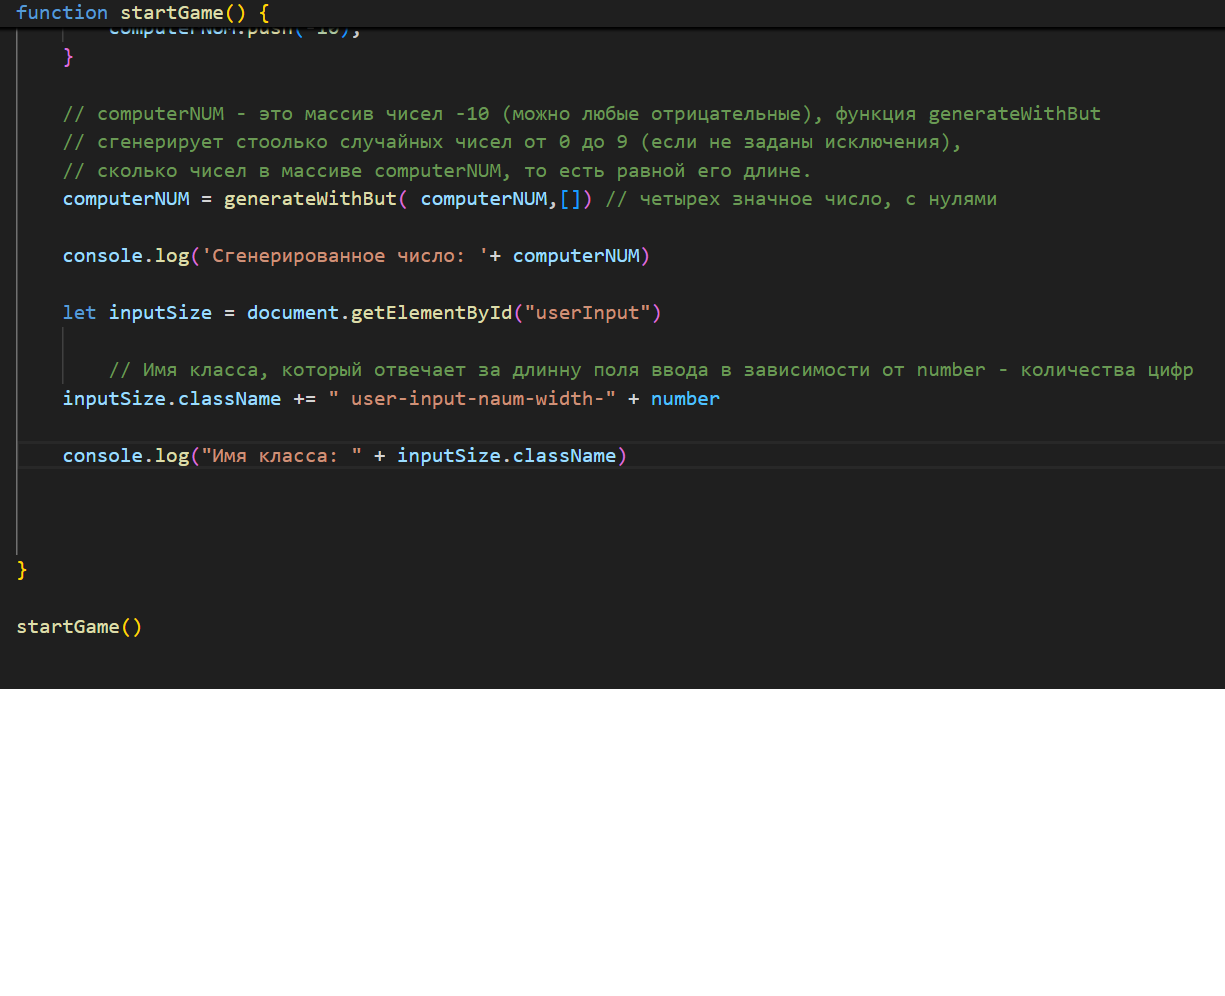 function startGame() {
computerNUM.push(-10);
}
// computerNUM - это массив чисел -10 (можно любые отрицательные), функция generateWithBut
// сгенерирует стоолько случайных чисел от 0 до 9 (если не заданы исключения),
// сколько чисел в массиве computerNUM, то есть равной его длине.
computerNUM = generateWithBut( computerNUM,[]) // четырех значное число, с нулями
console.log('Сгенерированное число: '+ computerNUM)
let inputSize = document.getElementById("userInput")
// Имя класса, который отвечает за длинну поля ввода в зависимости от number - количества цифр
inputSize.className += " user-input-naum-width-" + number
console.log("Имя класса: " + inputSize.className)
}
startGame()